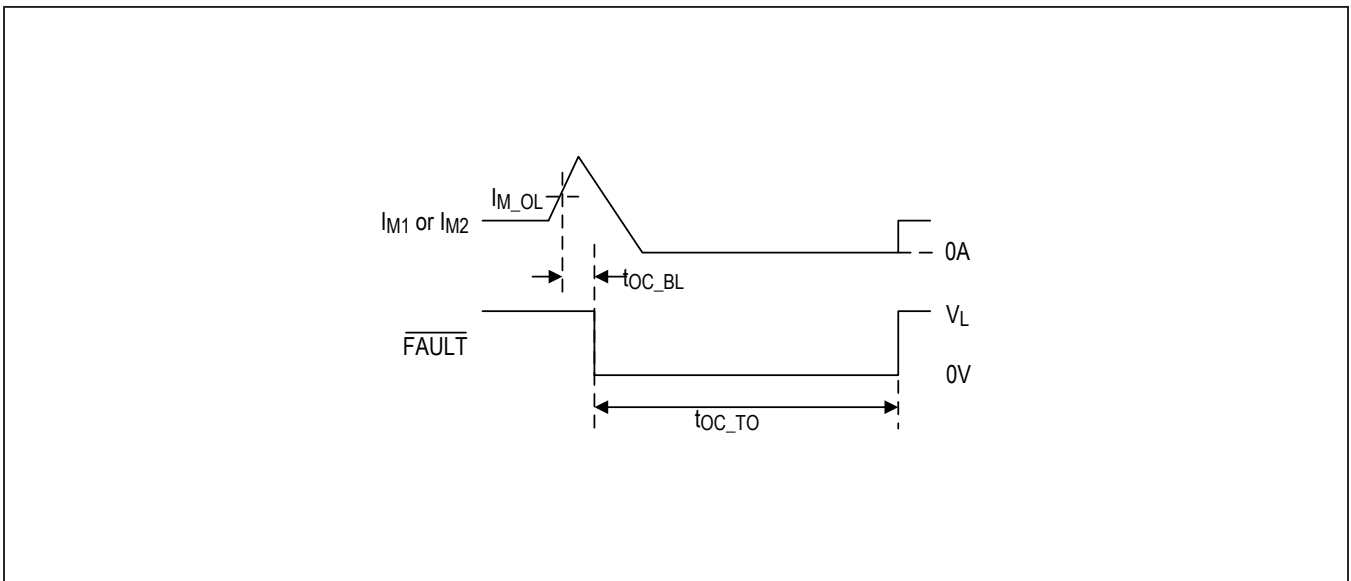 I_M_OL
I_M1 or I_M2
0A
t_OC_BL
V_L
FAULT
0V
t_OC_TO